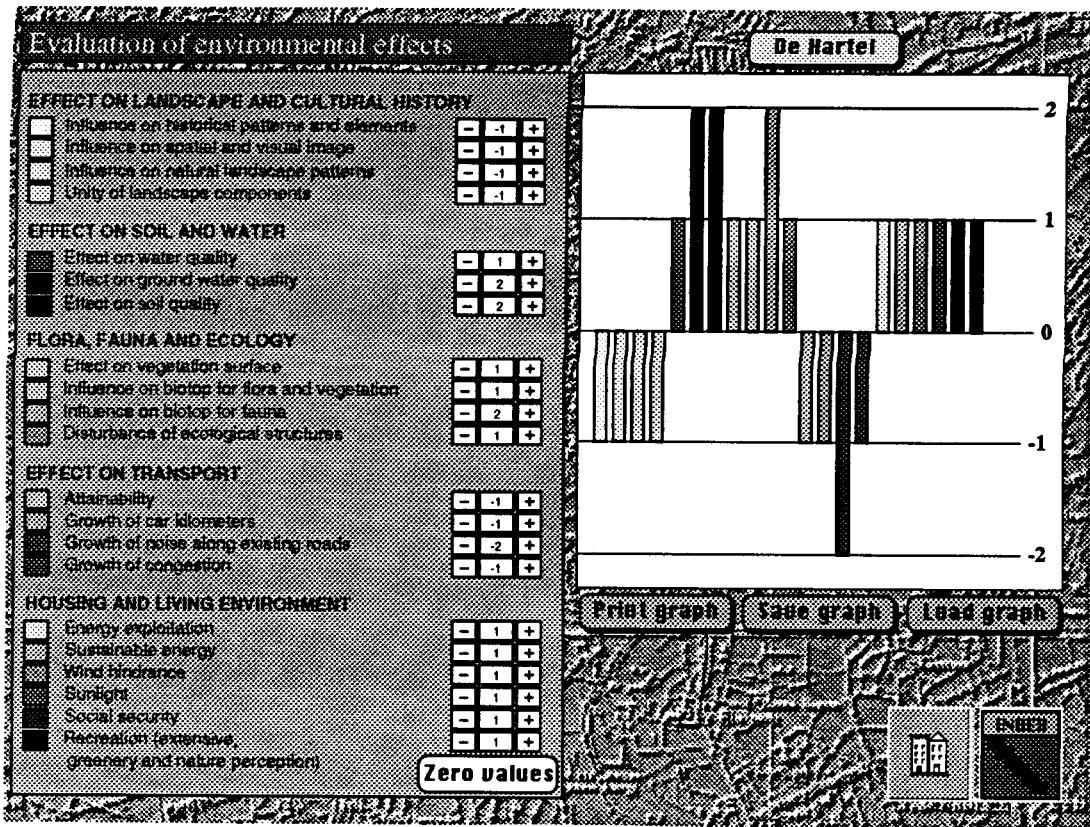 Evaluation of environmental effects
EFFECT ON LANDSCAPE AND CULTURAL HISTORY
Influence on historical patterns and elements - -1 +
Influence on spatial and visual image - -1 +
Influence on natural landscape patterns - -1 +
Unity of landscape components - -1 +
EFFECT ON SOIL AND WATER
Effect on water quality - 1 +
Effect on ground water quality - 2 +
Effect on soil quality - 2 +
FLORA, FAUNA AND ECOLOGY
Effect on vegetation surface - 1 +
Influence on biotop for flora and vegetation - 1 +
Influence on biotop for fauna - 2 +
Disturbance of ecological structures - 1 +
EFFECT ON TRANSPORT
Attainability - -1 +
Growth of car kilometers - -1 +
Growth of noise along existing roads - -2 +
Growth of congestion - -1 +
HOUSING AND LIVING ENVIRONMENT
Energy exploitation - 1 +
Sustainable energy - 1 +
Wind hindrance - 1 +
Sunlight - 1 +
Social security - 1 +
Recreation (extensive, - 1 +
greenery and nature perception)
Zero values
De Hartel
2
1
0
-1
-2
Print graph Save graph Load graph
INDEX